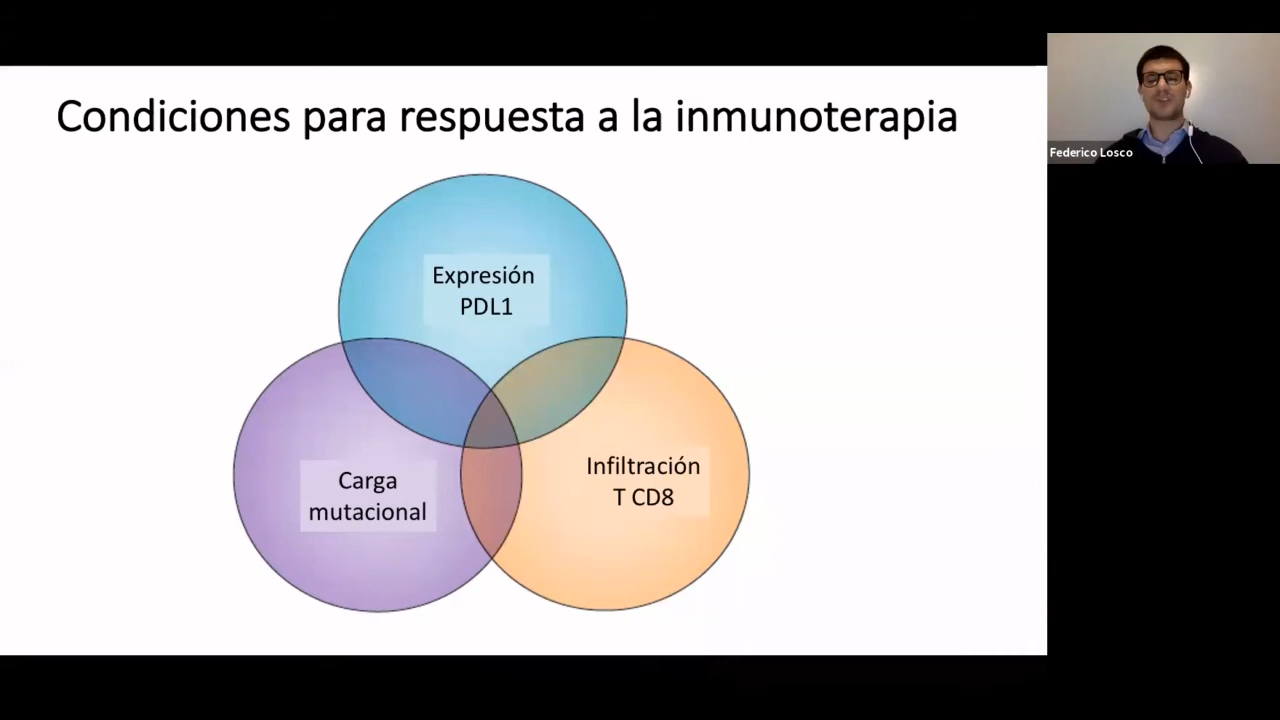 Condiciones para respuesta a la inmunoterapia
Federico Losco
Expresión
PDL1
Carga
mutacional
Infiltración
T CD8